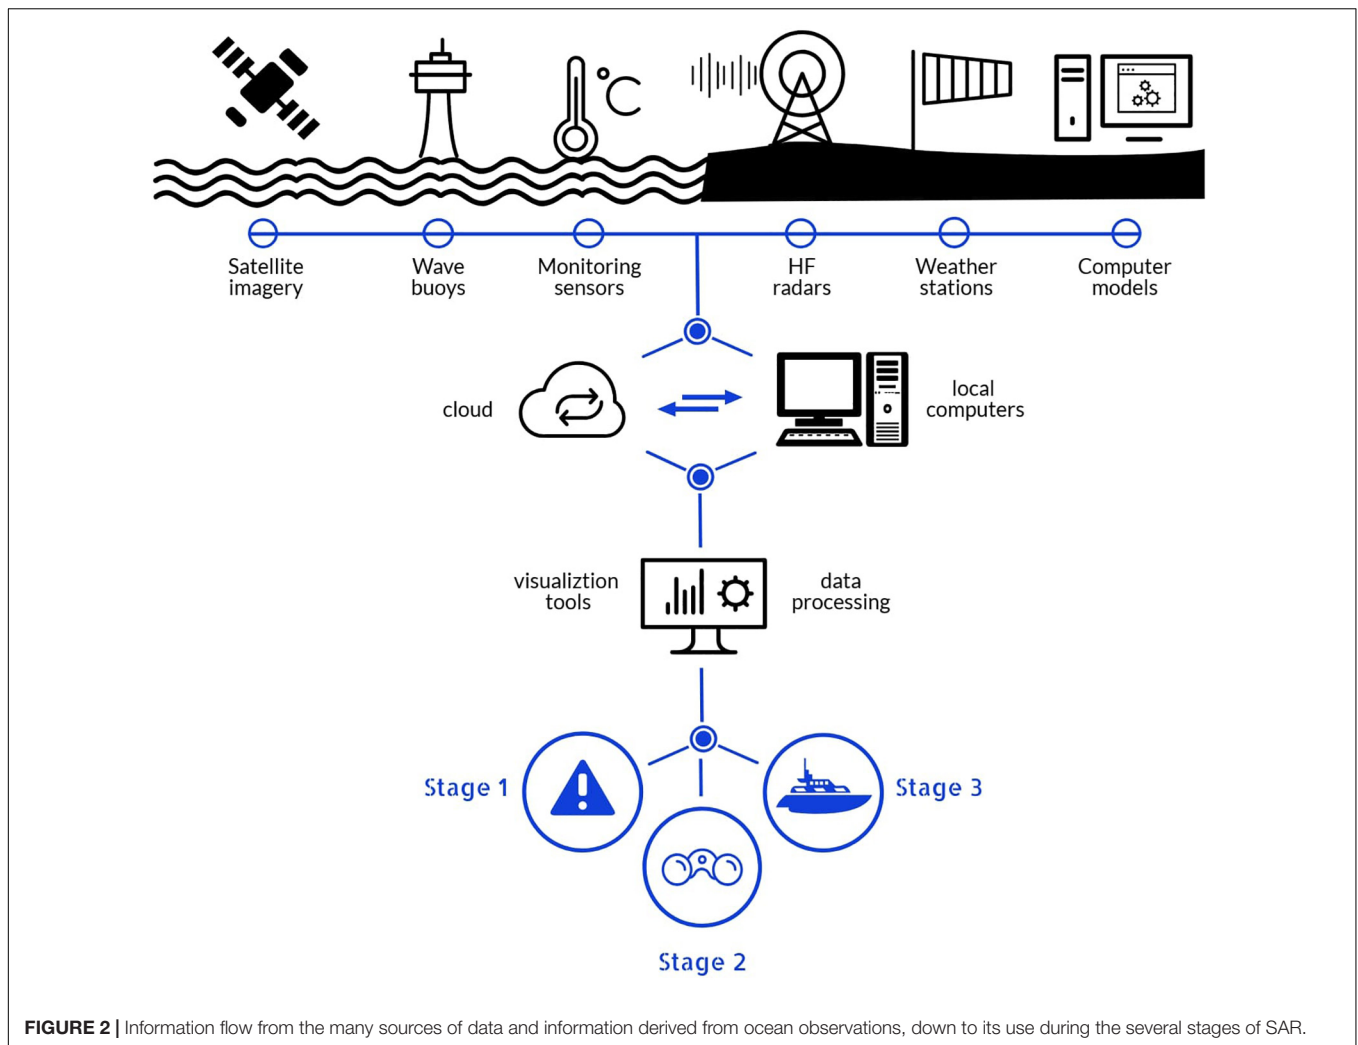 °C
Satellite
imagery
Wave
buoys
Monitoring
sensors
HF
radars
Weather
stations
Computer
models
cloud
local
computers
visualiztion
tools
data
processing
Stage 1
Stage 2
Stage 3
FIGURE 2 | Information flow from the many sources of data and information derived from ocean observations, down to its use during the several stages of SAR.